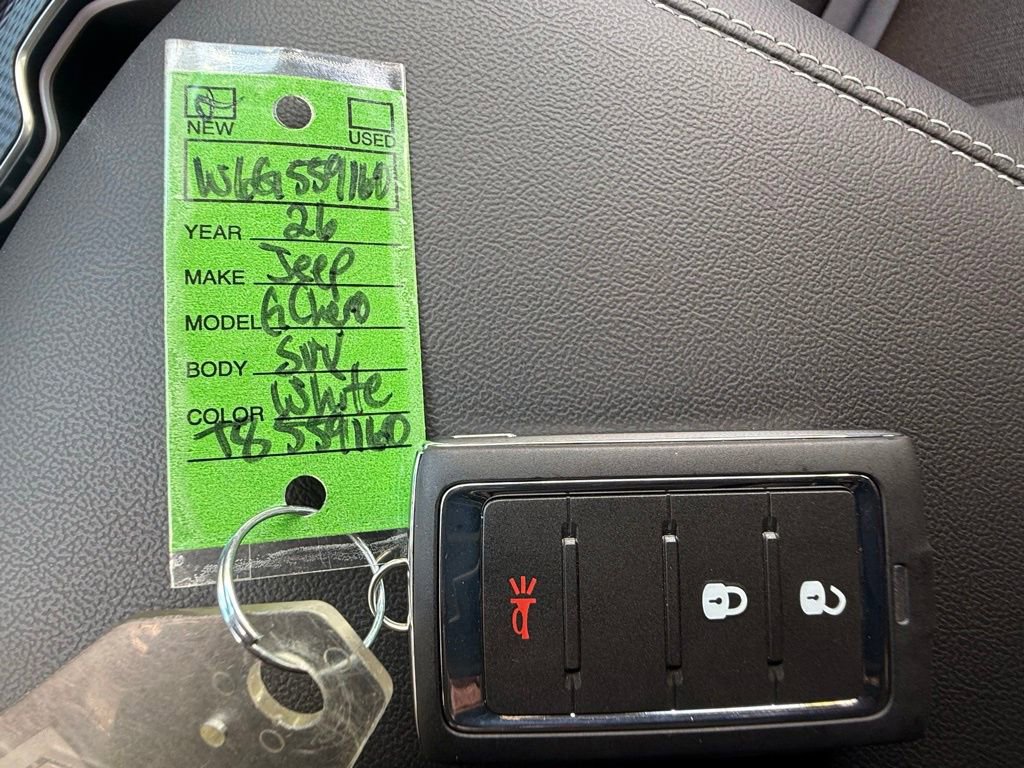 NEW USED
W6G559160
YEAR 26
MAKE Jeep
MODEL G Chero
BODY SUV
COLOR White
T8 559160